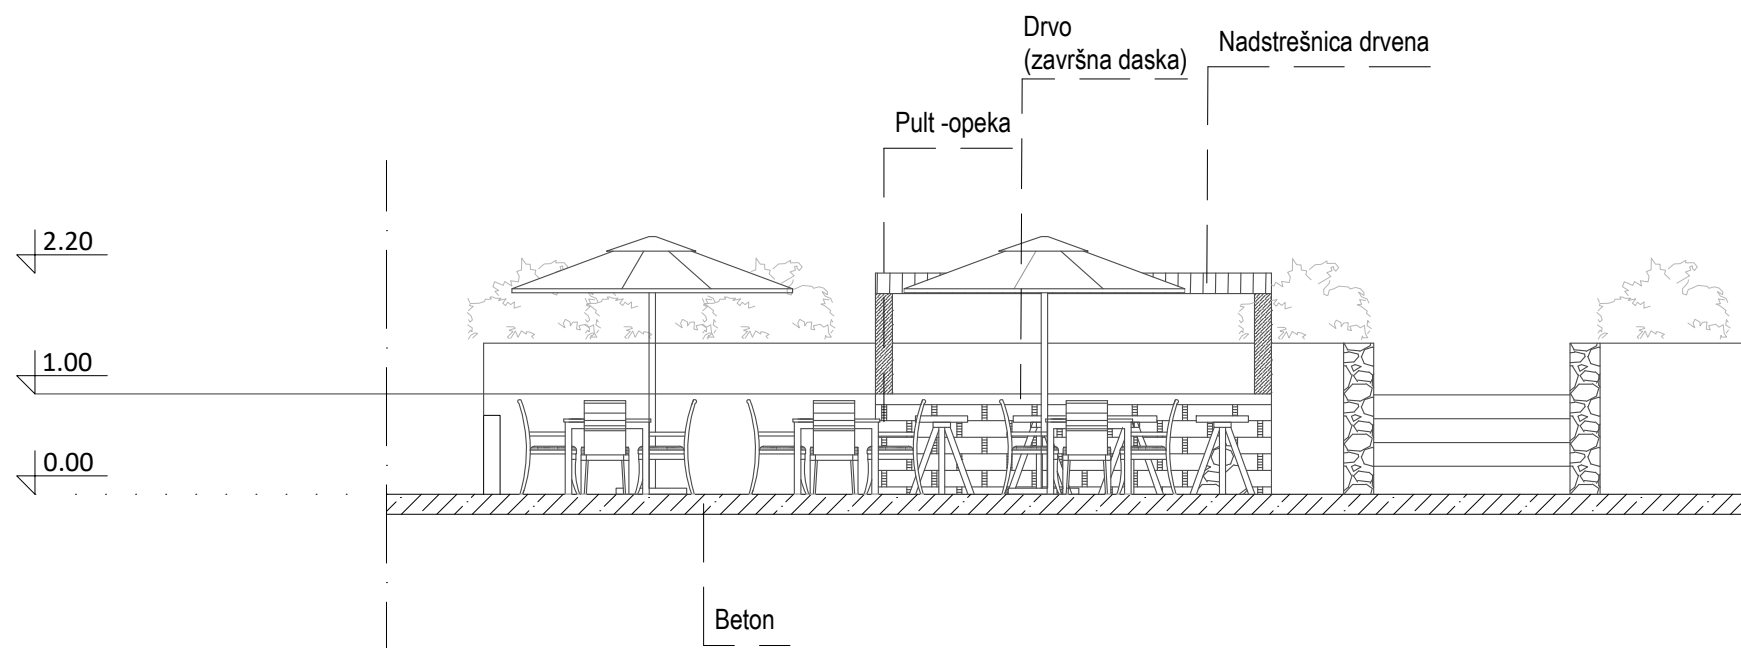 Drvo
(završna daska)
Nadstrešnica drvena
Pult -opeka
2.20
1.00
0.00
Beton